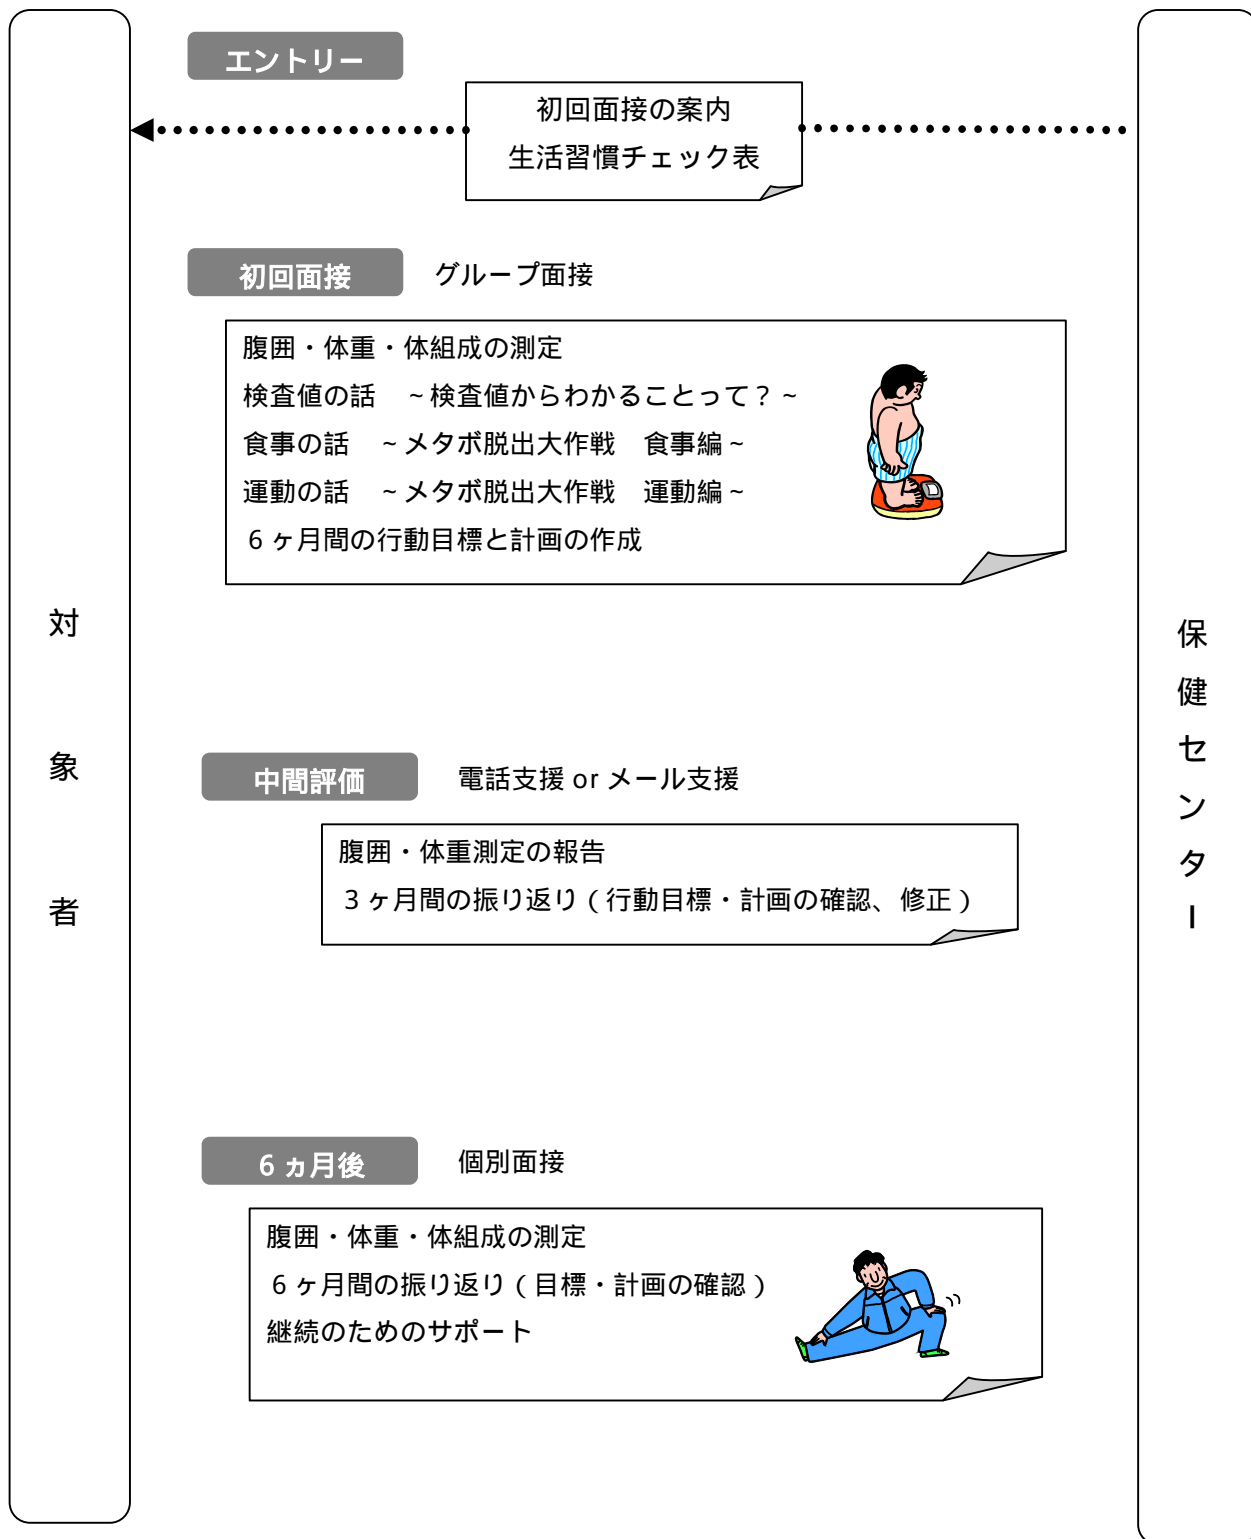 エントリー
初回面接の案内
生活習慣チェック表
初回面接 グループ面接
腹囲・体重・体組成の測定
検査値の話 ~検査値からわかることって？~
食事の話 ~メタボ脱出大作戦 食事編~
運動の話 ~メタボ脱出大作戦 運動編~
６ヶ月間の行動目標と計画の作成
対象者
保健センター
中間評価 電話支援 or メール支援
腹囲・体重測定の報告
３ヶ月間の振り返り（行動目標・計画の確認、修正）
６ヵ月後 個別面接
腹囲・体重・体組成の測定
６ヶ月間の振り返り（目標・計画の確認）
継続のためのサポート